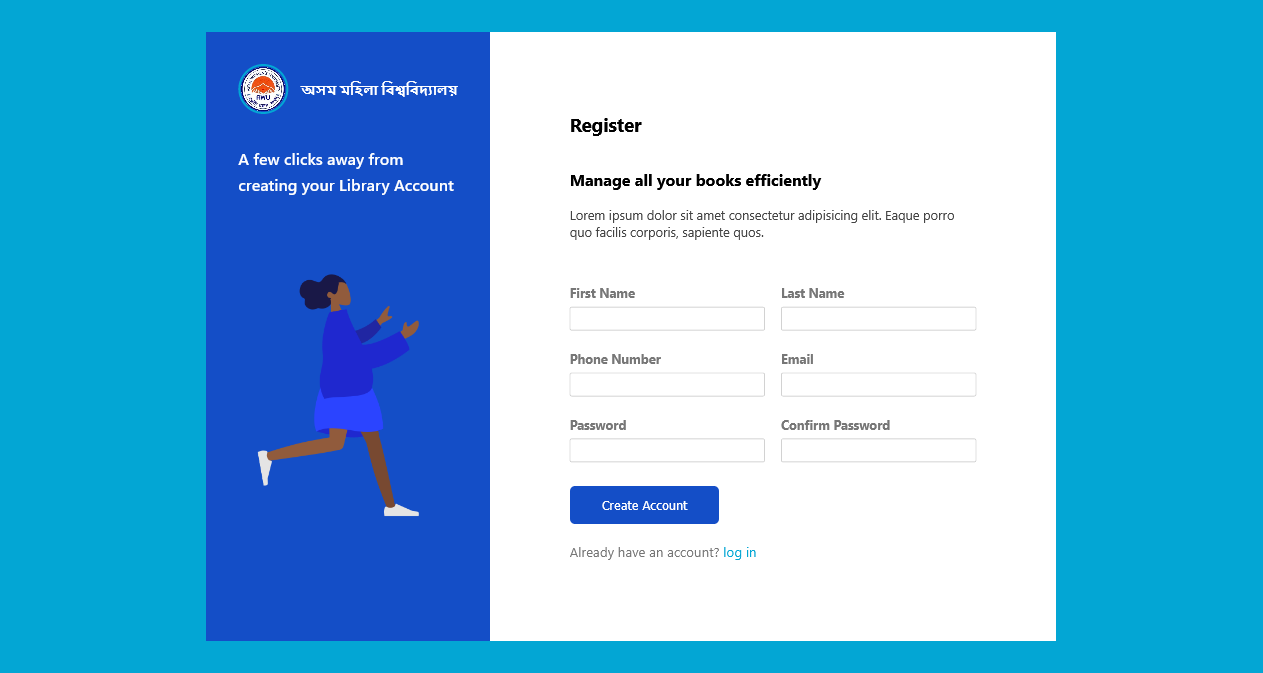 অসম মহিলা বিশ্ববিদ্যালয়
A few clicks away from
creating your Library Account
Register
Manage all your books efficiently
Lorem ipsum dolor sit amet consectetur adipisicing elit. Eaque porro
quo facilis corporis, sapiente quos.
First Name
Last Name
Phone Number
Email
Password
Confirm Password
Create Account
Already have an account? log in